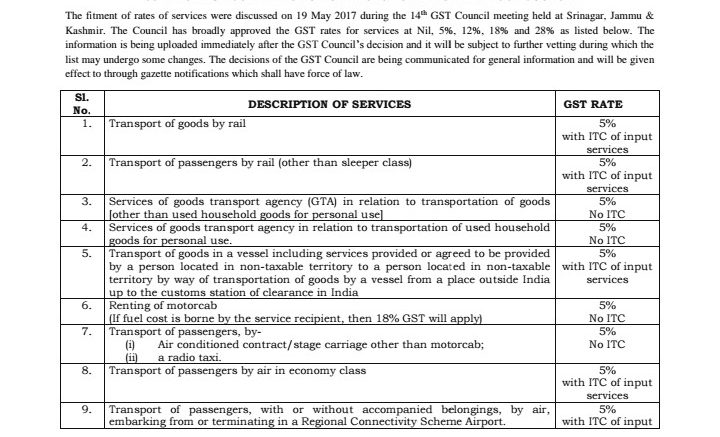 The fitment of rates of services were discussed on 19 May 2017 during the 14th GST Council meeting held at Srinagar, Jammu &
Kashmir. The Council has broadly approved the GST rates for services at Nil, 5%, 12%, 18% and 28% as listed below. The
information is being uploaded immediately after the GST Council's decision and it will be subject to further vetting during which the
list may undergo some changes. The decisions of the GST Council are being communicated for general information and will be given
effect to through gazette notifications which shall have force of law.
Sl. No.
DESCRIPTION OF SERVICES
GST RATE
1.
Transport of goods by rail
5%
with ITC of input
services
2.
Transport of passengers by rail (other than sleeper class)
5%
with ITC of input
services
3.
Services of goods transport agency (GTA) in relation to transportation of goods
[other than used household goods for personal use]
5%
No ITC
4.
Services of goods transport agency in relation to transportation of used household
goods for personal use.
5%
No ITC
5.
Transport of goods in a vessel including services provided or agreed to be provided
by a person located in non-taxable territory to a person located in non-taxable
territory by way of transportation of goods by a vessel from a place outside India
up to the customs station of clearance in India
5%
with ITC of input
services
6.
Renting of motorcab
(If fuel cost is borne by the service recipient, then 18% GST will apply)
5%
No ITC
7.
Transport of passengers, by-
(i) Air conditioned contract/stage carriage other than motorcab;
(ii) a radio taxi.
5%
No ITC
8.
Transport of passengers by air in economy class
5%
with ITC of input
services
9.
Transport of passengers, with or without accompanied belongings, by air,
embarking from or terminating in a Regional Connectivity Scheme Airport.
5%
with ITC of input